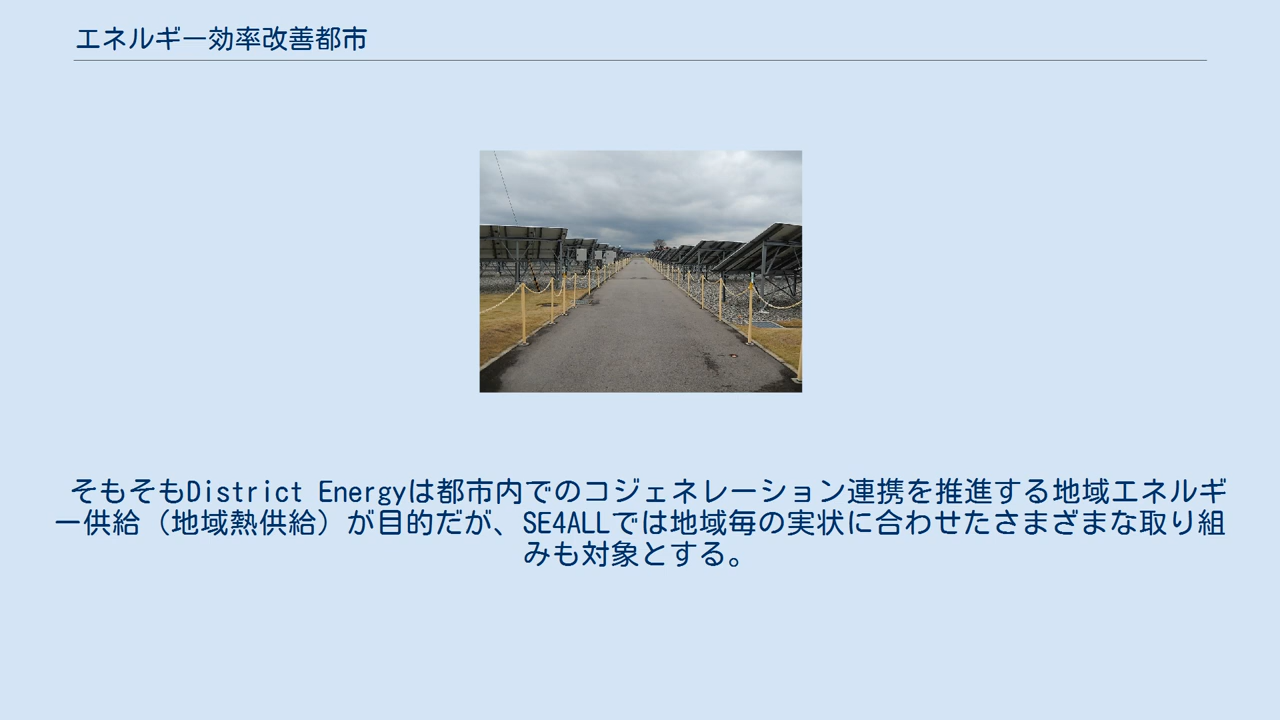 エネルギー効率改善都市
そもそもDistrict Energyは都市内でのコジェネレーション連携を推進する地域エネルギ
ー供給（地域熱供給）が目的だが、SE4ALLでは地域毎の実状に合わせたさまざまな取り組
みも対象とする。